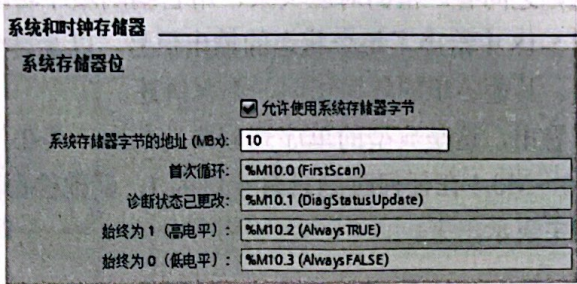 系统和时钟存储器
系统存储器位
允许使用系统存储器字节
系统存储器字节的地址 (MBx): 10
首次循环: %M10.0 (FirstScan)
诊断状态已更改: %M10.1 (DiagStatusUpdate)
始终为 1（高电平）: %M10.2 (AlwaysTRUE)
始终为 0（低电平）: %M10.3 (AlwaysFALSE)